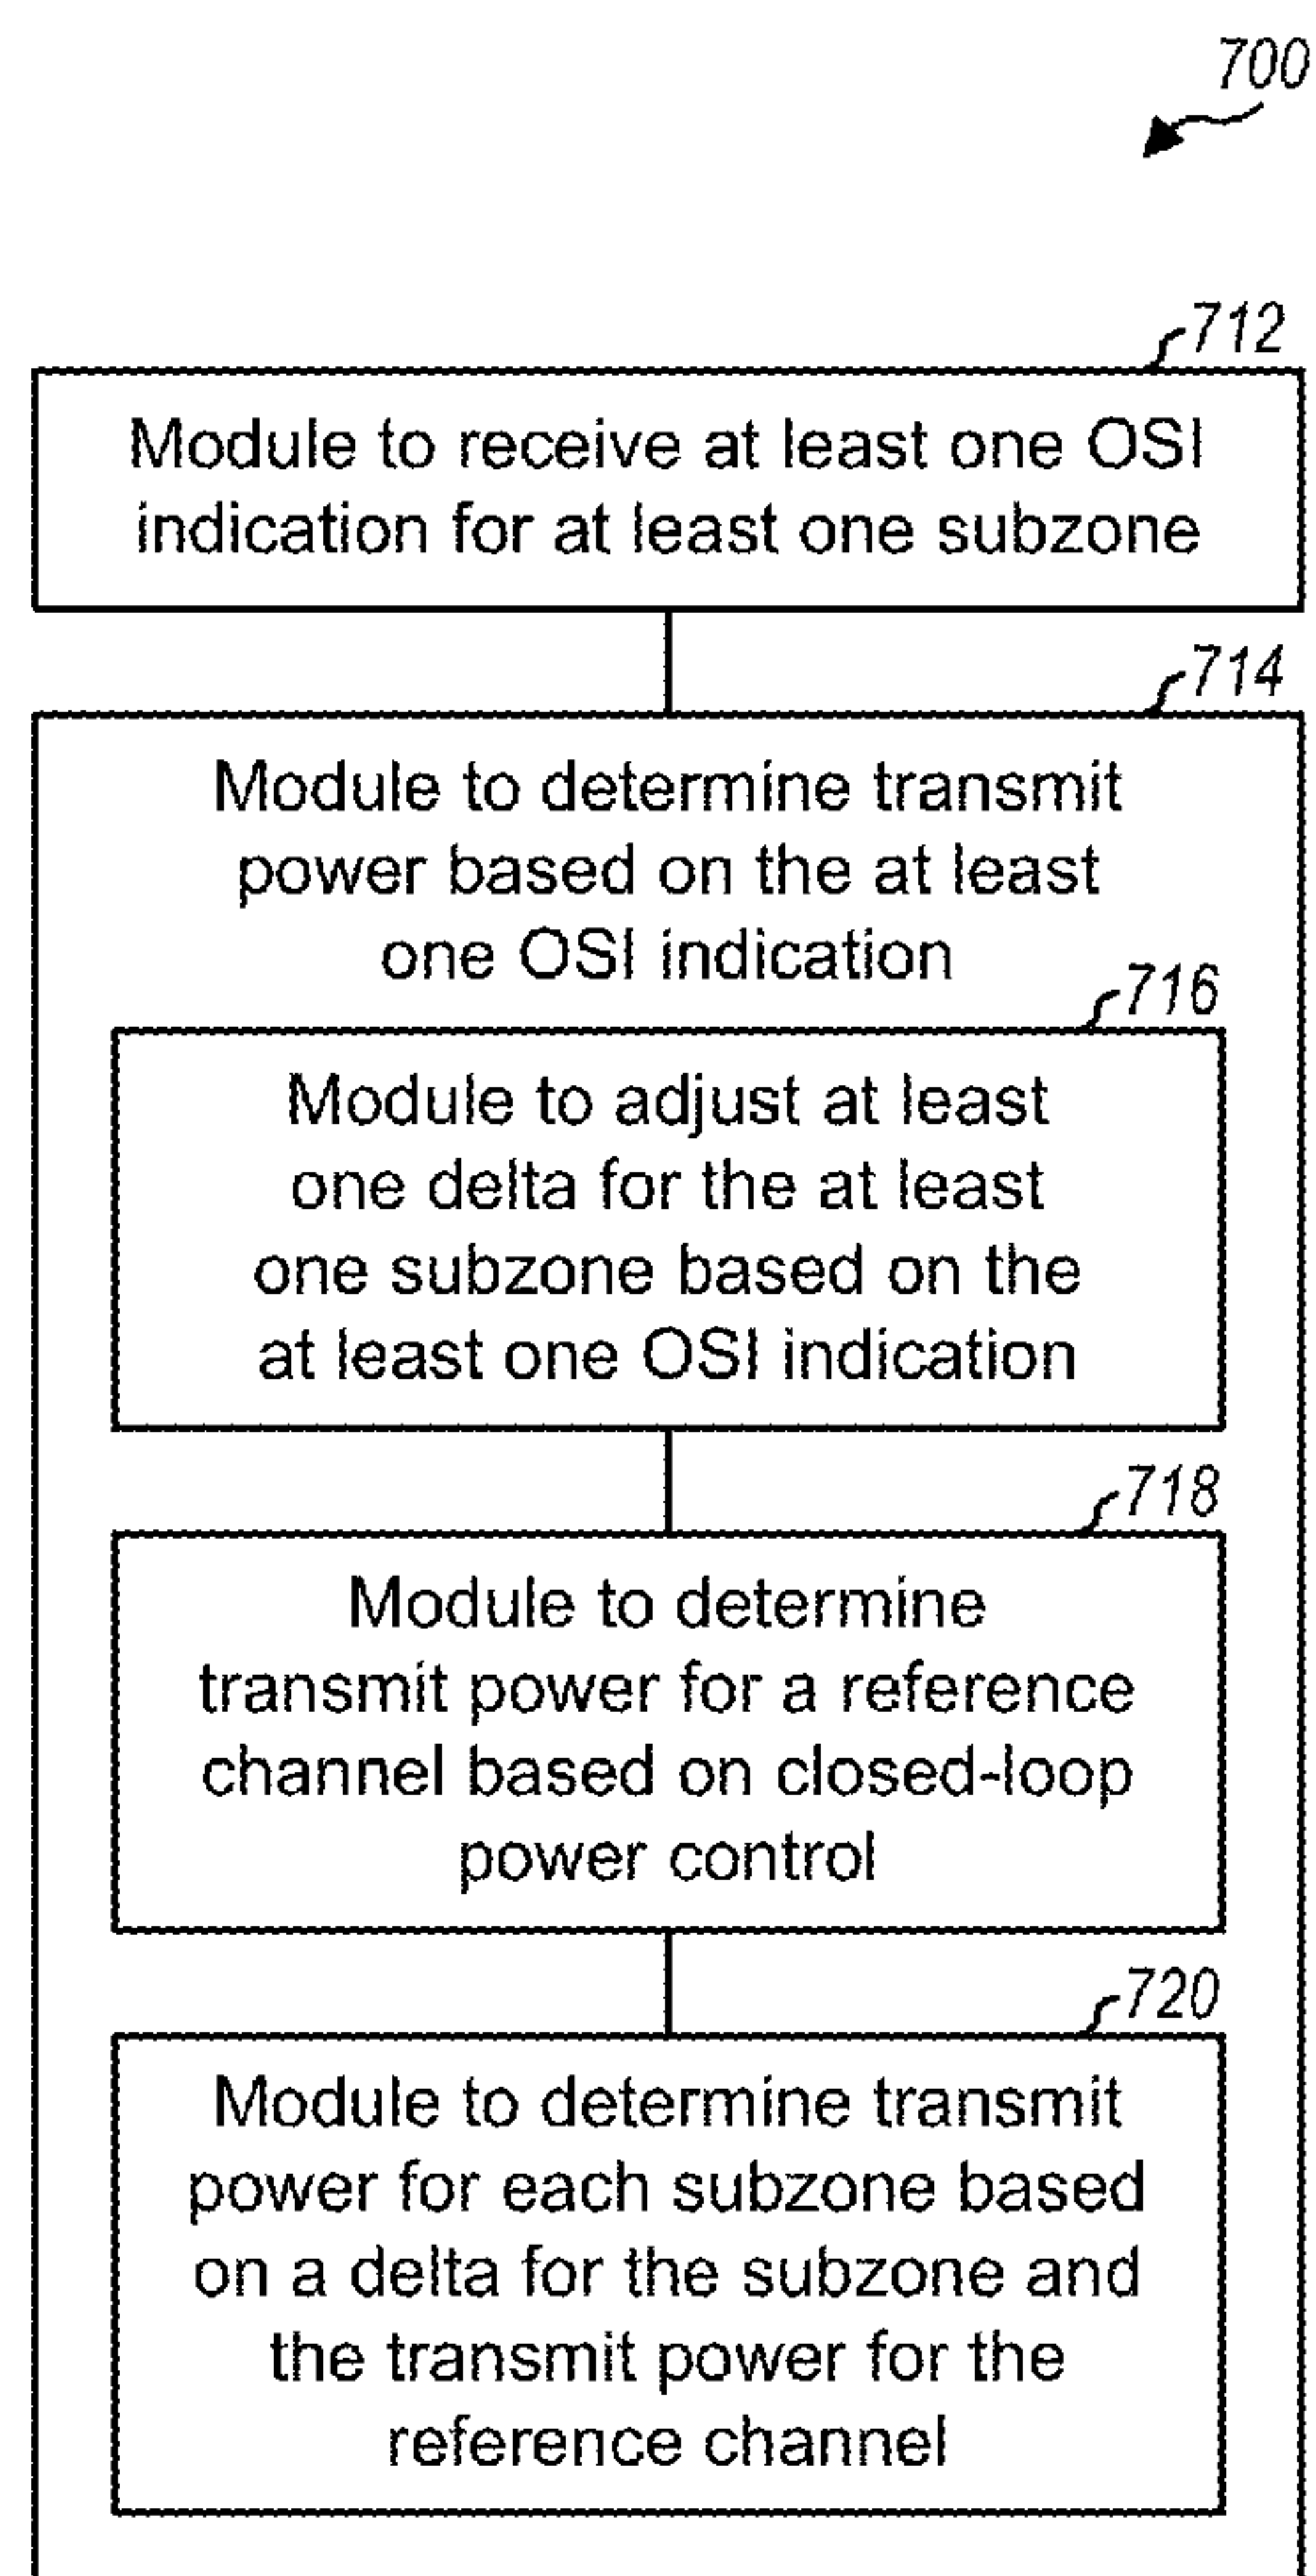 700
712
Module to receive at least one OSI
indication for at least one subzone
714
Module to determine transmit
power based on the at least
one OSI indication
716
Module to adjust at least
one delta for the at least
one subzone based on the
at least one OSI indication
718
Module to determine
transmit power for a reference
channel based on closed-loop
power control
720
Module to determine transmit
power for each subzone based
on a delta for the subzone and
the transmit power for the
reference channel